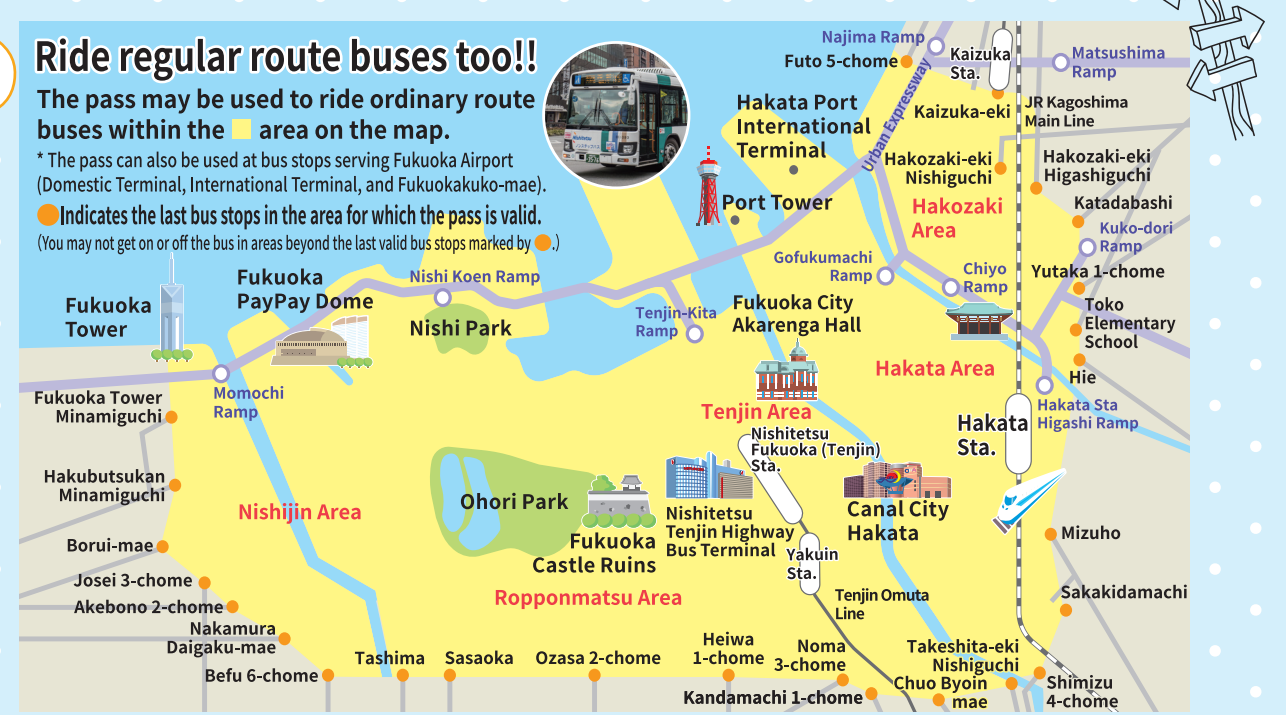 Ride regular route buses too!!
The pass may be used to ride ordinary route
buses within the area on the map.
* The pass can also be used at bus stops serving Fukuoka Airport
(Domestic Terminal, International Terminal, and Fukuokakuko-mae).
Indicates the last bus stops in the area for which the pass is valid.
(You may not get on or off the bus in areas beyond the last valid bus stops marked by .)
Najima Ramp
Futo 5-chome
Kaizuka
Sta.
Matsushima
Ramp
Urban Expressway
Kaizuka-eki
JR Kagoshima
Main Line
Hakata Port
International
Terminal
Hakozaki-eki
Nishiguchi
Hakozaki-eki
Higashiguchi
Port Tower
Hakozaki
Area
Katadabashi
Kuko-dori
Ramp
Gofukumachi
Ramp
Chiyo
Ramp
Yutaka 1-chome
Toko
Elementary
School
Hie
Fukuoka
Tower
Fukuoka
PayPay Dome
Nishi Koen Ramp
Nishi Park
Tenjin-Kita
Ramp
Fukuoka City
Akarenga Hall
Hakata Area
Hakata Sta
Higashi Ramp
Momochi
Ramp
Fukuoka Tower
Minamiguchi
Tenjin Area
Hakata
Sta.
Nishitetsu
Fukuoka (Tenjin)
Sta.
Hakubutsukan
Minamiguchi
Nishijin Area
Ohori Park
Nishitetsu
Tenjin Highway
Bus Terminal
Canal City
Hakata
Fukuoka
Castle Ruins
Yakuin
Sta.
Mizuho
Borui-mae
Josei 3-chome
Akebono 2-chome
Nakamura
Daigaku-mae
Befu 6-chome
Ropponmatsu Area
Tenjin Omuta
Line
Sakakidamachi
Tashima
Sasaoka
Ozasa 2-chome
Heiwa
1-chome
Noma
3-chome
Kandamachi 1-chome
Takeshita-eki
Nishiguchi
Chuo Byoin
mae
Shimizu
4-chome